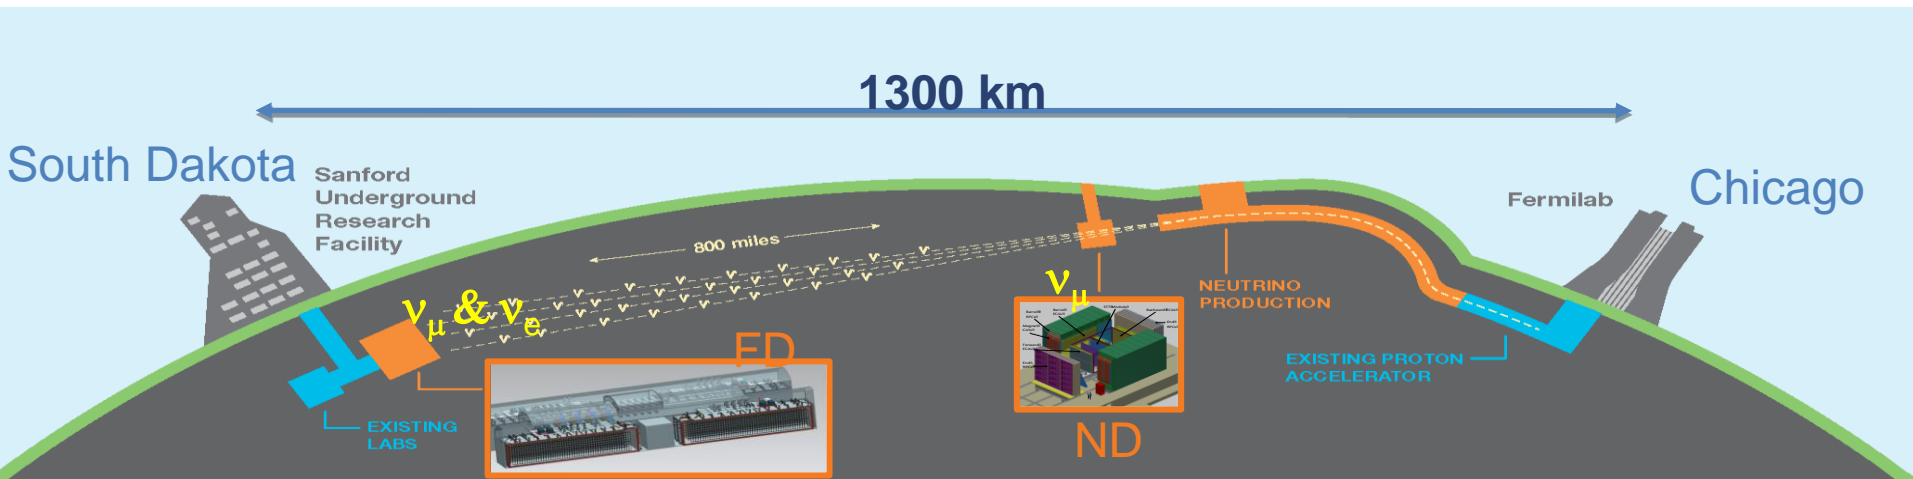 1300 km
South Dakota
Sanford
Underground
Research
Facility
Fermilab
Chicago
800 miles
νμ & νe
νμ
NEUTRINO
PRODUCTION
FD
EXISTING PROTON
ACCELERATOR
EXISTING
LABS
ND